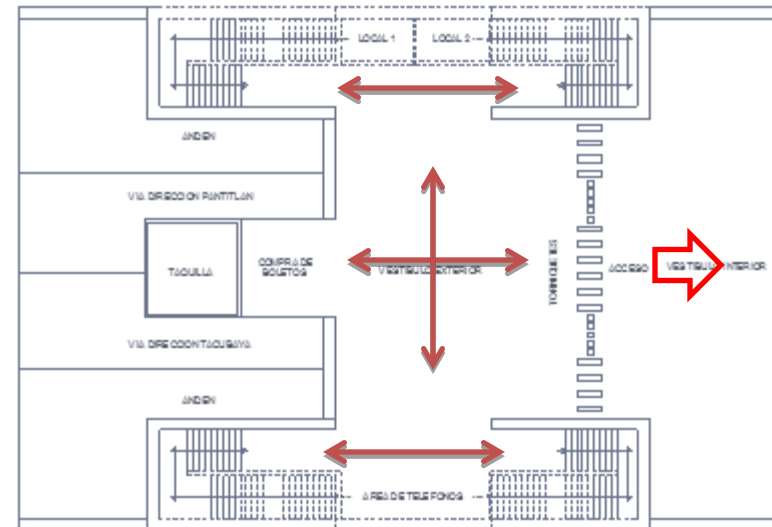 LOCAL 1
LOCAL 2
ANDEN
VIA DIRECCION PANTITLAN
TAQUILLA
COMPRA DE
BOLETOS
VESTIBULO EXTERIOR
TORNIQUETES
ACCESO
VESTIBULO INTERIOR
VIA DIRECCION TACUBAYA
ANDEN
AREA DE TELEFONOS